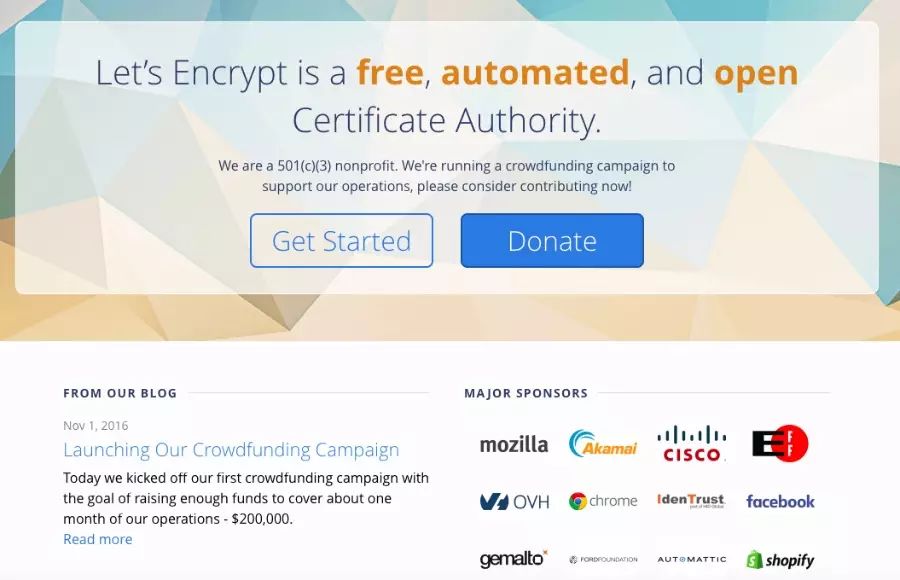 Let's Encrypt is a free, automated, and open
Certificate Authority.
We are a 501(c)(3) nonprofit. We're running a crowdfunding campaign to
support our operations, please consider contributing now!
Get Started
Donate
FROM OUR BLOG
Nov 1, 2016
Launching Our Crowdfunding Campaign
Today we kicked off our first crowdfunding campaign with
the goal of raising enough funds to cover about one
month of our operations - $200,000.
Read more
MAJOR SPONSORS
mozilla
Akamai
CISCO
EFF
OVH
chrome
IdenTrust
part of HID Global
facebook
gemalto
FORDFOUNDATION
AUTOMATTIC
shopify